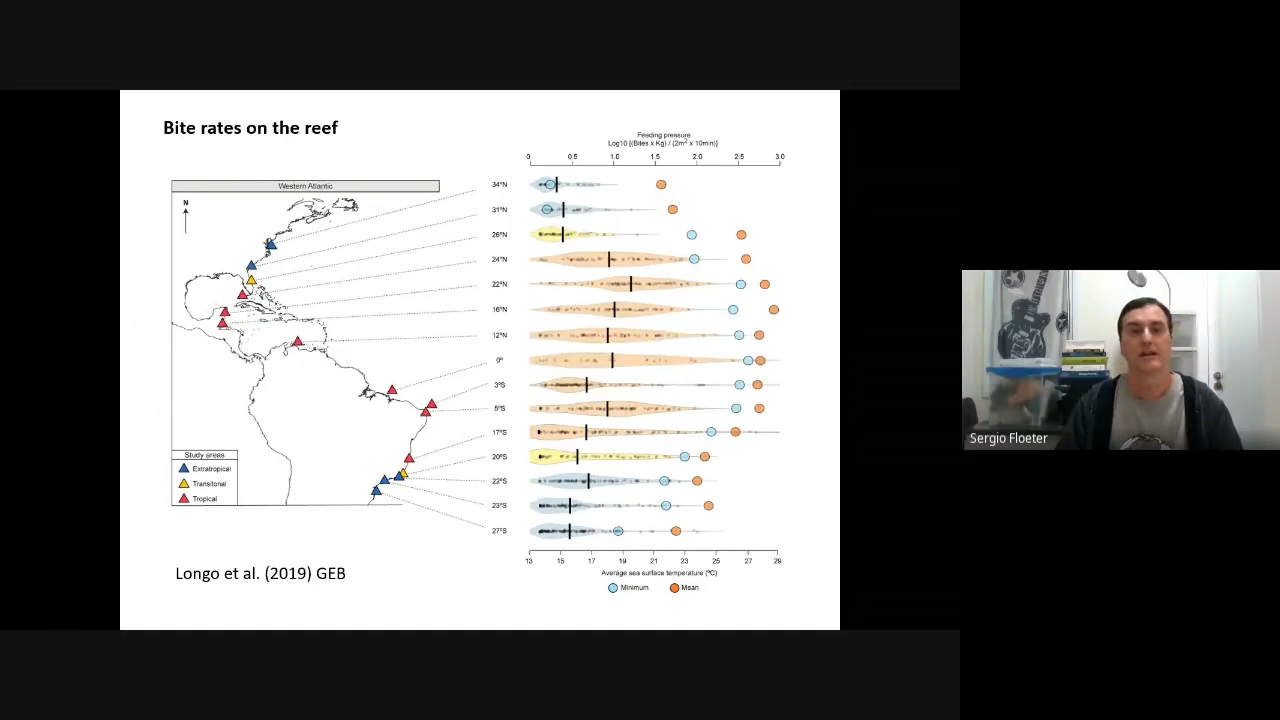 Bite rates on the reef
Feeding pressure
Log10 [(Bites x Kg) / (2m² x 10min)]
0 0.5 1.0 1.5 2.0 2.5 3.0
Western Atlantic
N
34°N
31°N
26°N
24°N
22°N
16°N
12°N
0°
3°S
5°S
17°S
20°S
22°S
23°S
27°S
Study areas
Extratropical
Transitonal
Tropical
13 15 17 19 21 23 25 27 28
Average sea surface temperature (ºC)
Minimum Mean
Longo et al. (2019) GEB
Sergio Floeter